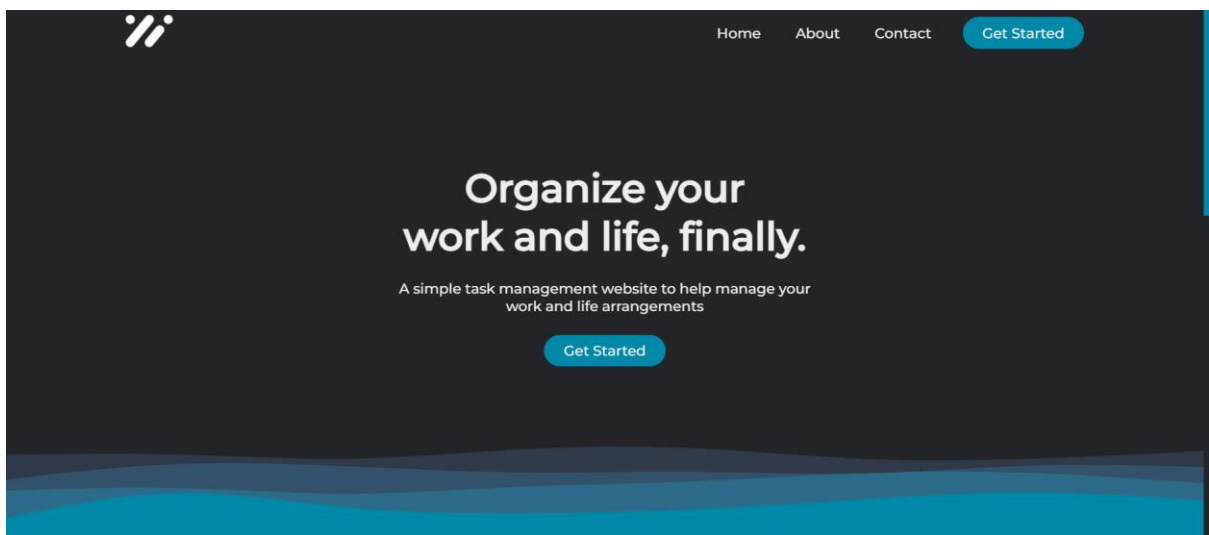 Home About Contact Get Started
Organize your
work and life, finally.
A simple task management website to help manage your
work and life arrangements
Get Started